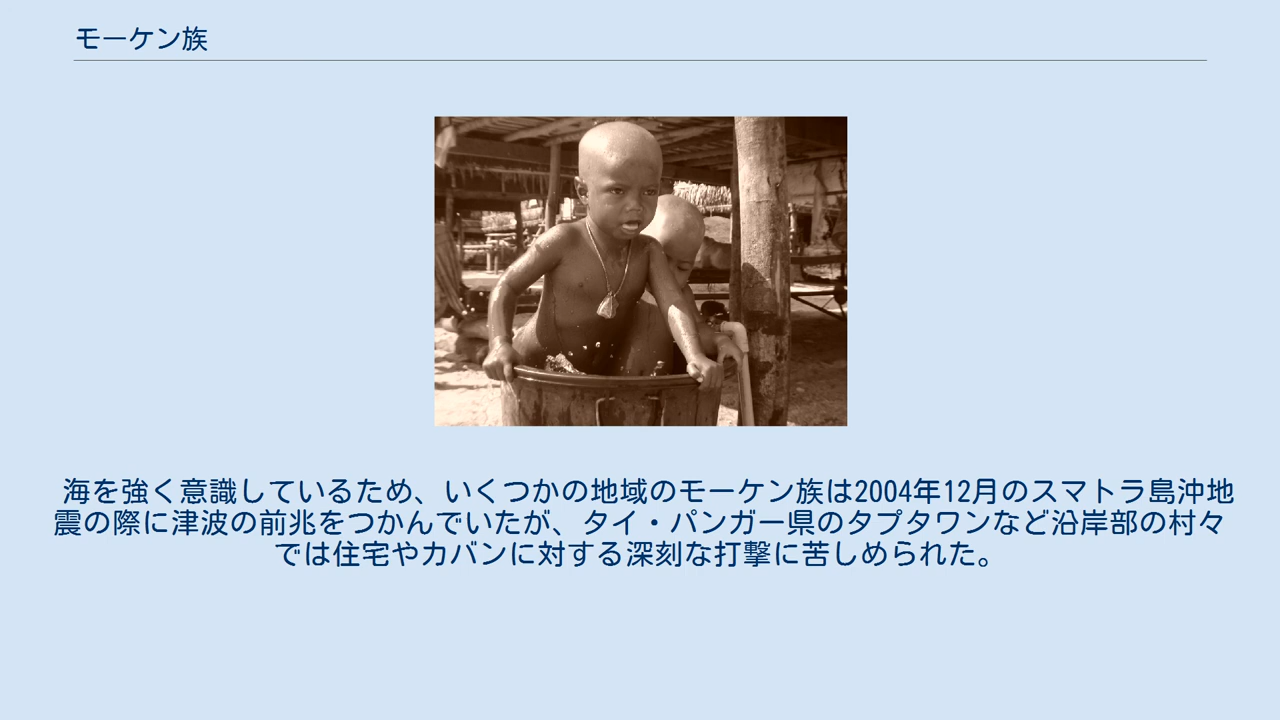 モーケン族
海を強く意識しているため、いくつかの地域のモーケン族は2004年12月のスマトラ島沖地
震の際に津波の前兆をつかんでいたが、タイ・パンガー県のタプタワンなど沿岸部の村々
では住宅やカバンに対する深刻な打撃に苦しめられた。